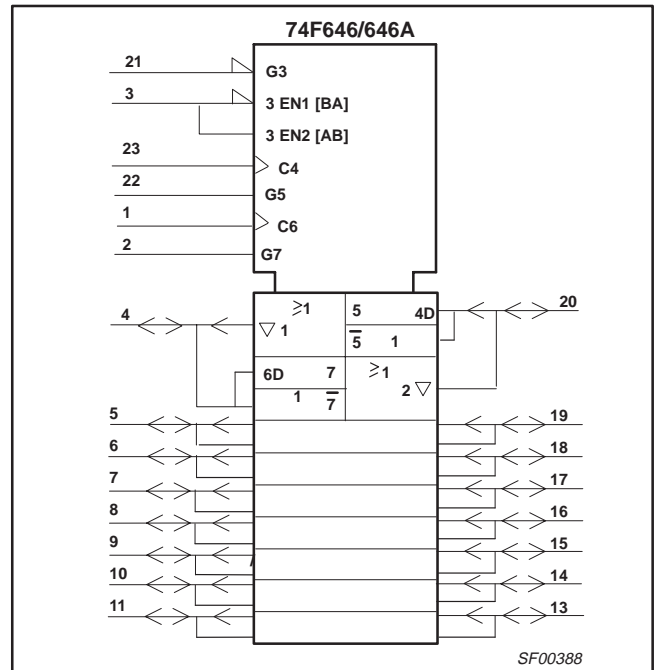 74F646/646A
21 G3
3 3 EN1 [BA]
3 EN2 [AB]
23 C4
22 G5
1 C6
2 G7
4 ≥1 5 4D 20
▽ 1 5̅ 1
6D 7 ≥1
1 7̅ 2 ▽
5 19
6 18
7 17
8 16
9 15
10 14
11 13
SF00388